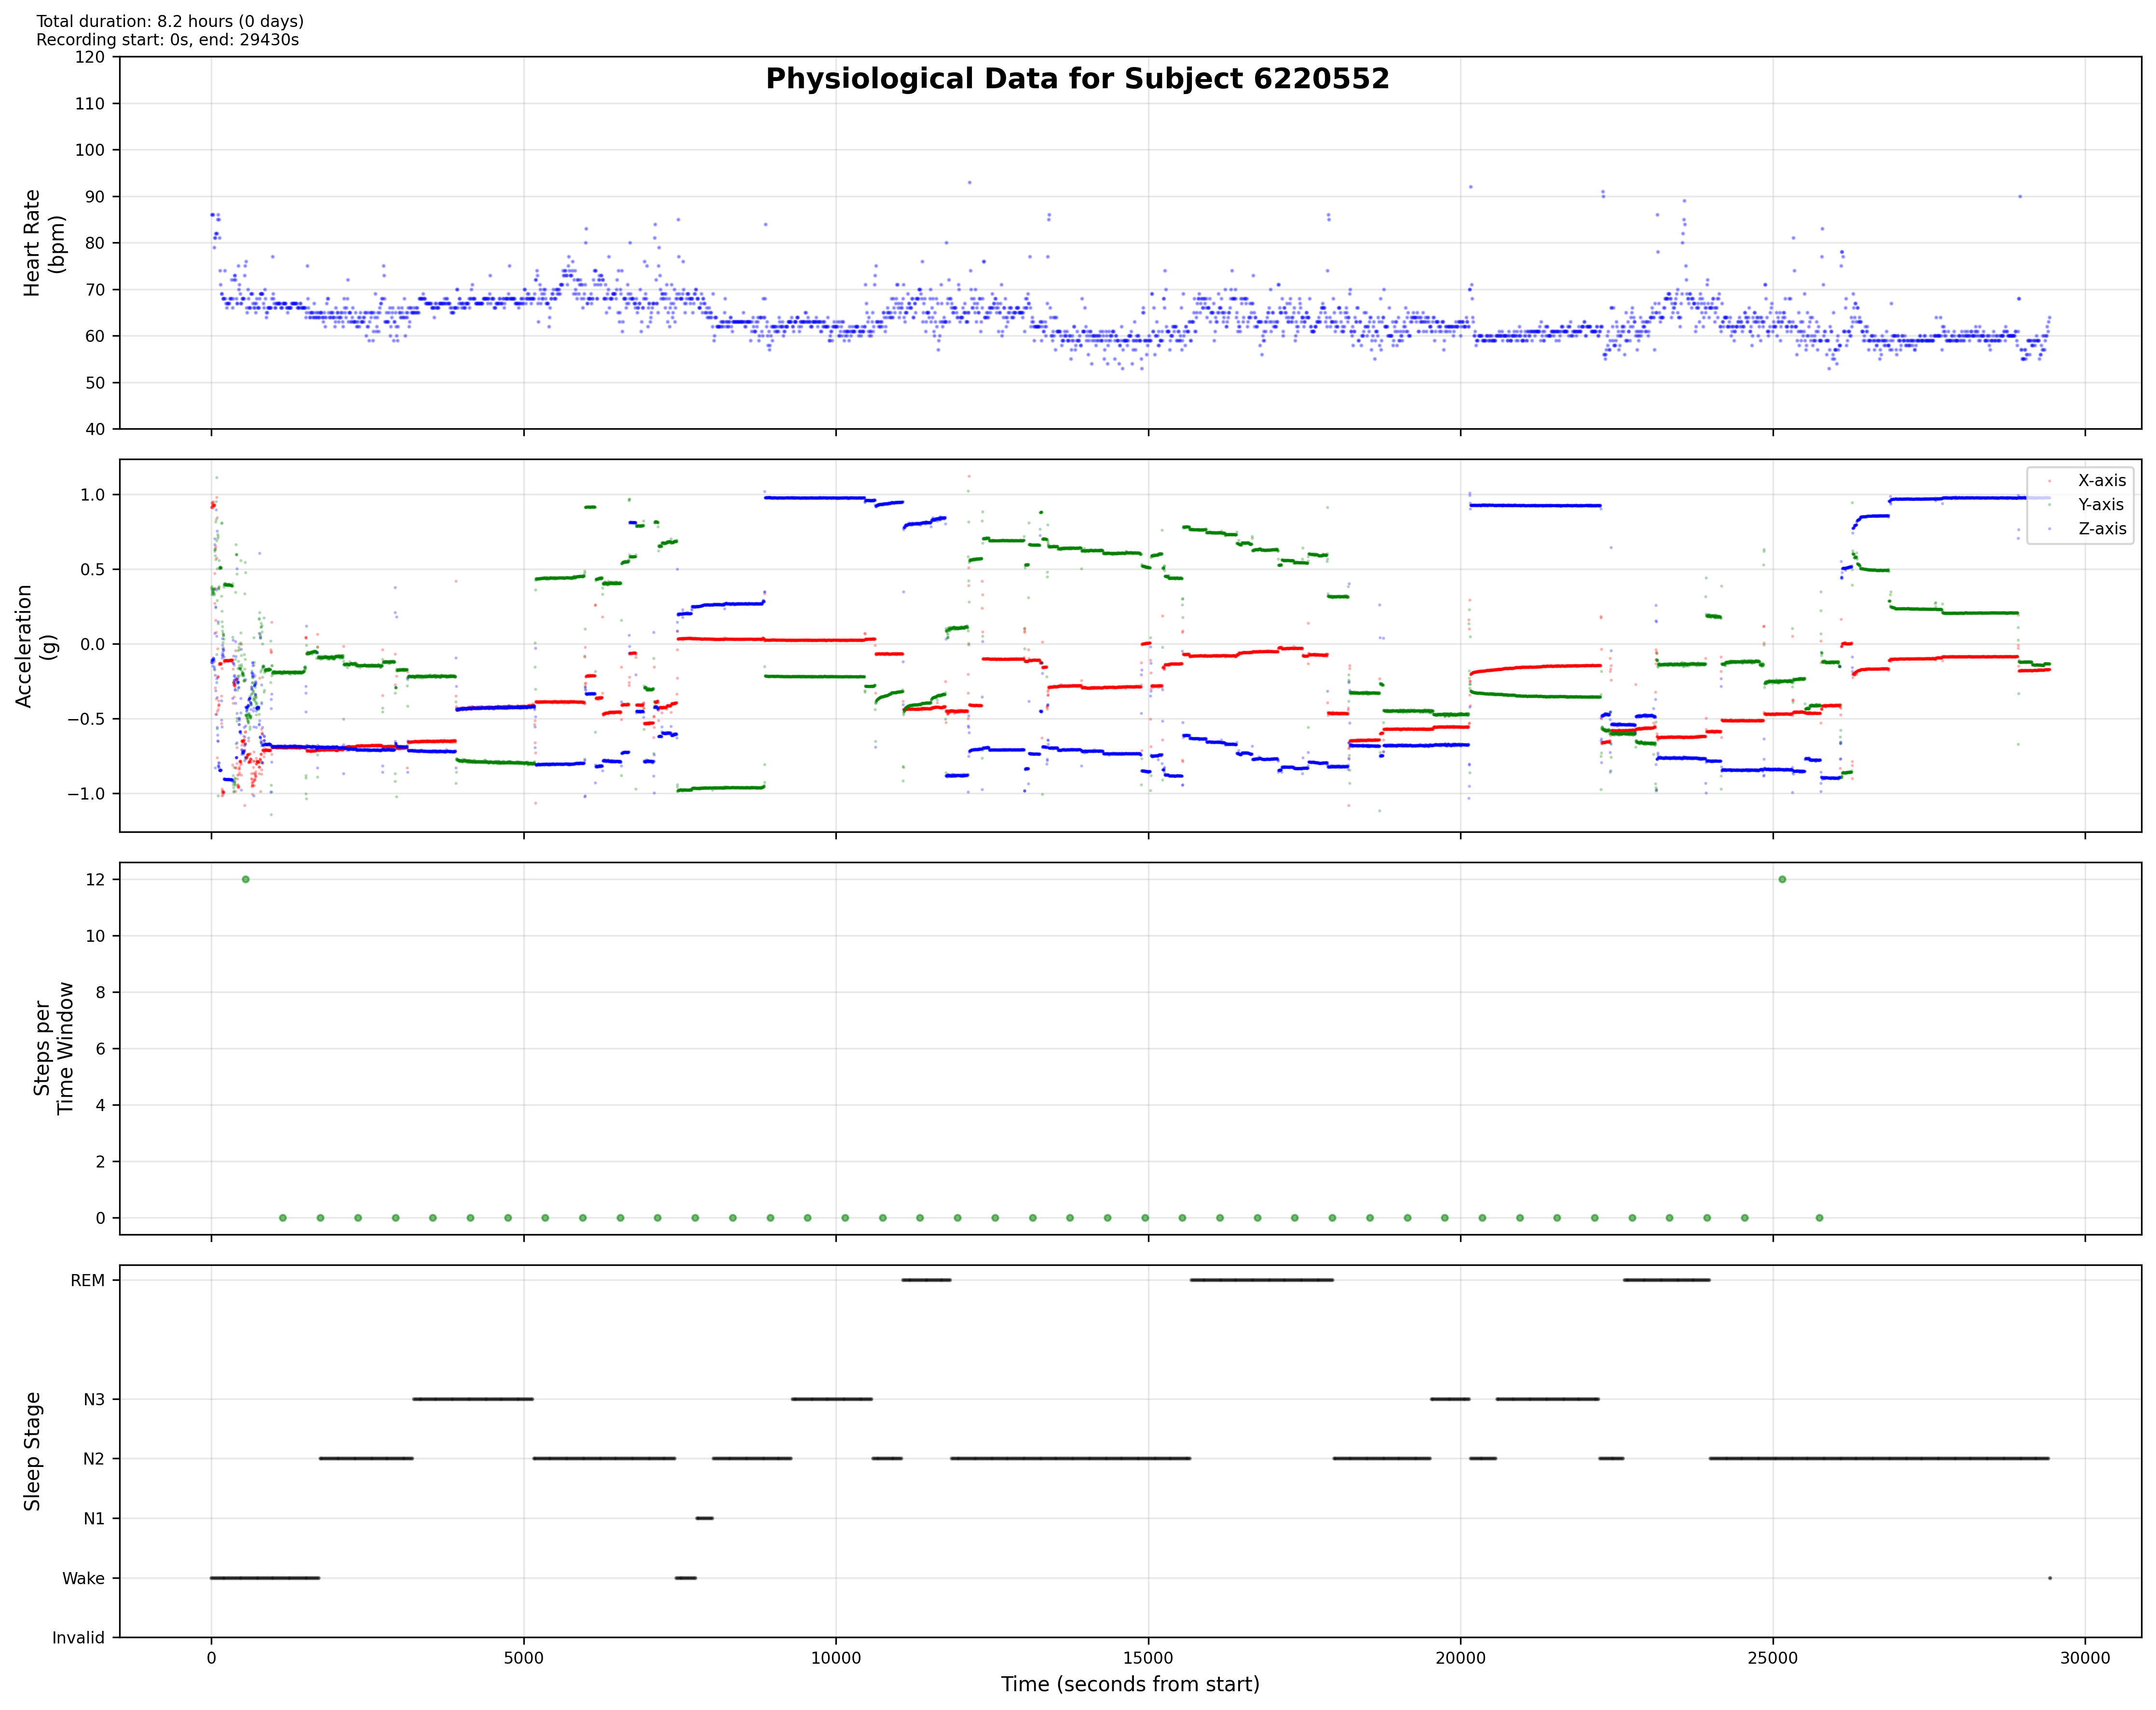 Total duration: 8.2 hours (0 days)
Recording start: 0s, end: 29430s
Physiological Data for Subject 6220552
120
110
100
90
80
70
60
50
40
Heart Rate
(bpm)
X-axis
Y-axis
Z-axis
1.0
0.5
0.0
−0.5
−1.0
Acceleration
(g)
12
10
8
6
4
2
0
Steps per
Time Window
REM
N3
N2
N1
Wake
Invalid
Sleep Stage
0
5000
10000
15000
20000
25000
30000
Time (seconds from start)